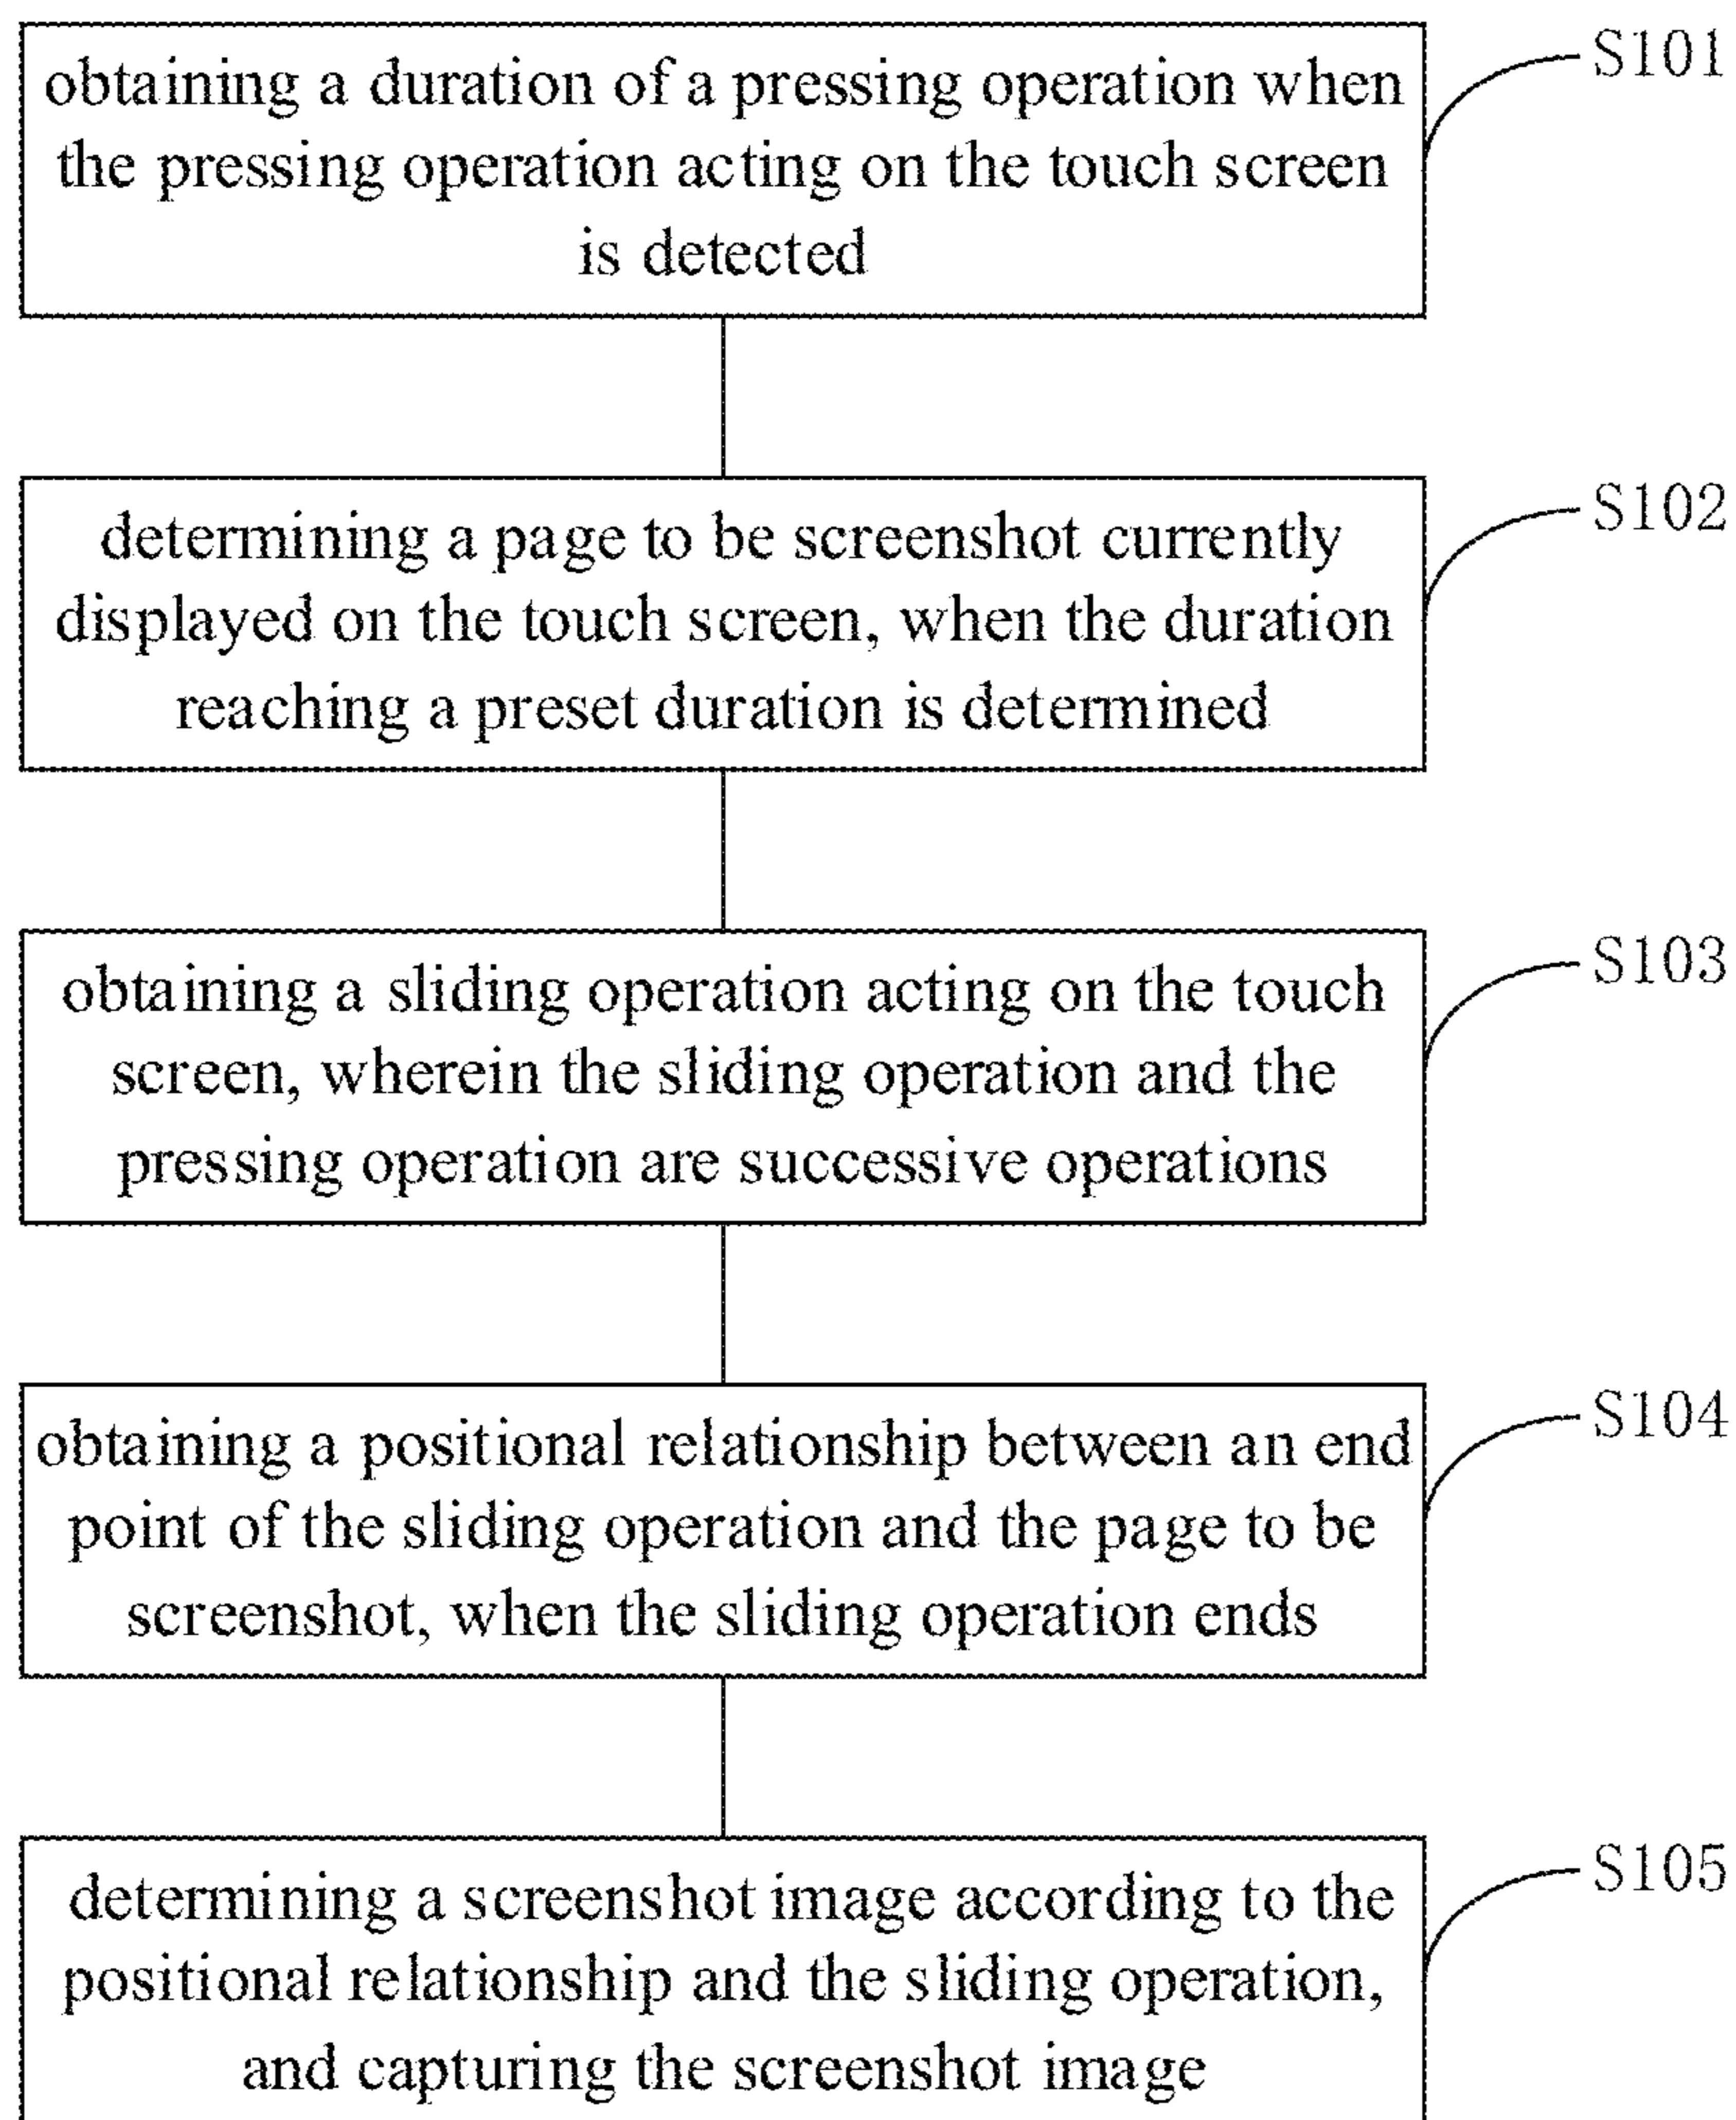 obtaining a duration of a pressing operation when
the pressing operation acting on the touch screen
is detected
S101
determining a page to be screenshot currently
displayed on the touch screen, when the duration
reaching a preset duration is determined
S102
obtaining a sliding operation acting on the touch
screen, wherein the sliding operation and the
pressing operation are successive operations
S103
obtaining a positional relationship between an end
point of the sliding operation and the page to be
screenshot, when the sliding operation ends
S104
determining a screenshot image according to the
positional relationship and the sliding operation,
and capturing the screenshot image
S105